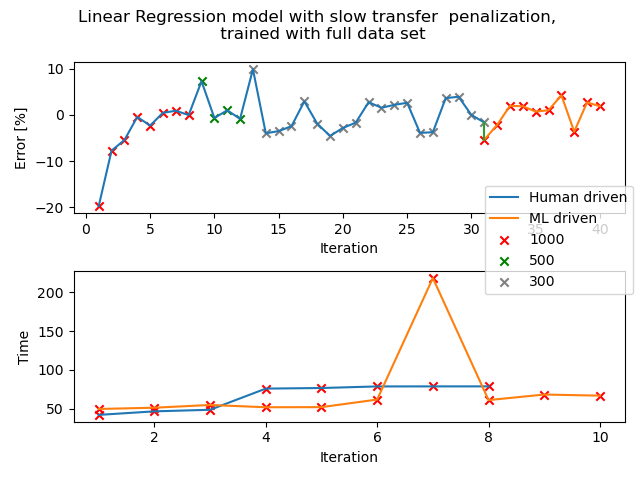 Linear Regression model with slow transfer  penalization,
trained with full data set
Error [%]
10
0
−10
−20
0 5 10 15 20 25 30 35 40
Iteration
Human driven
ML driven
1000
500
300
Time
200
150
100
50
2 4 6 8 10
Iteration